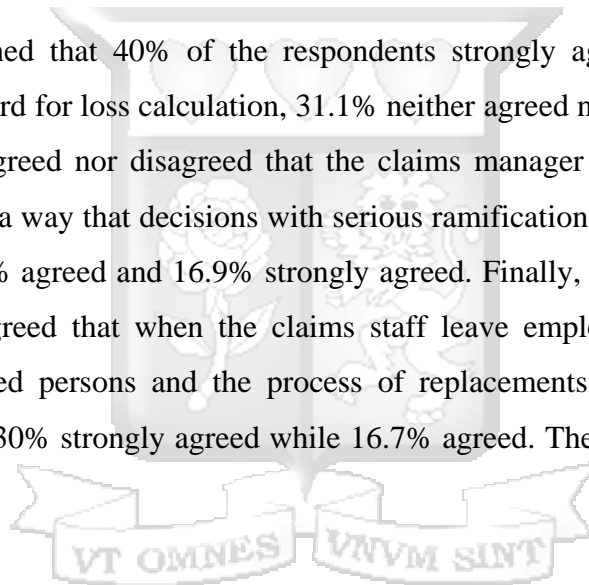 ned that 40% of the respondents strongly ag
rd for loss calculation, 31.1% neither agreed n
greed nor disagreed that the claims manager
a way that decisions with serious ramification
% agreed and 16.9% strongly agreed. Finally,
greed that when the claims staff leave emplo
ed persons and the process of replacements
30% strongly agreed while 16.7% agreed. The
VT OMNES VNVM SINT